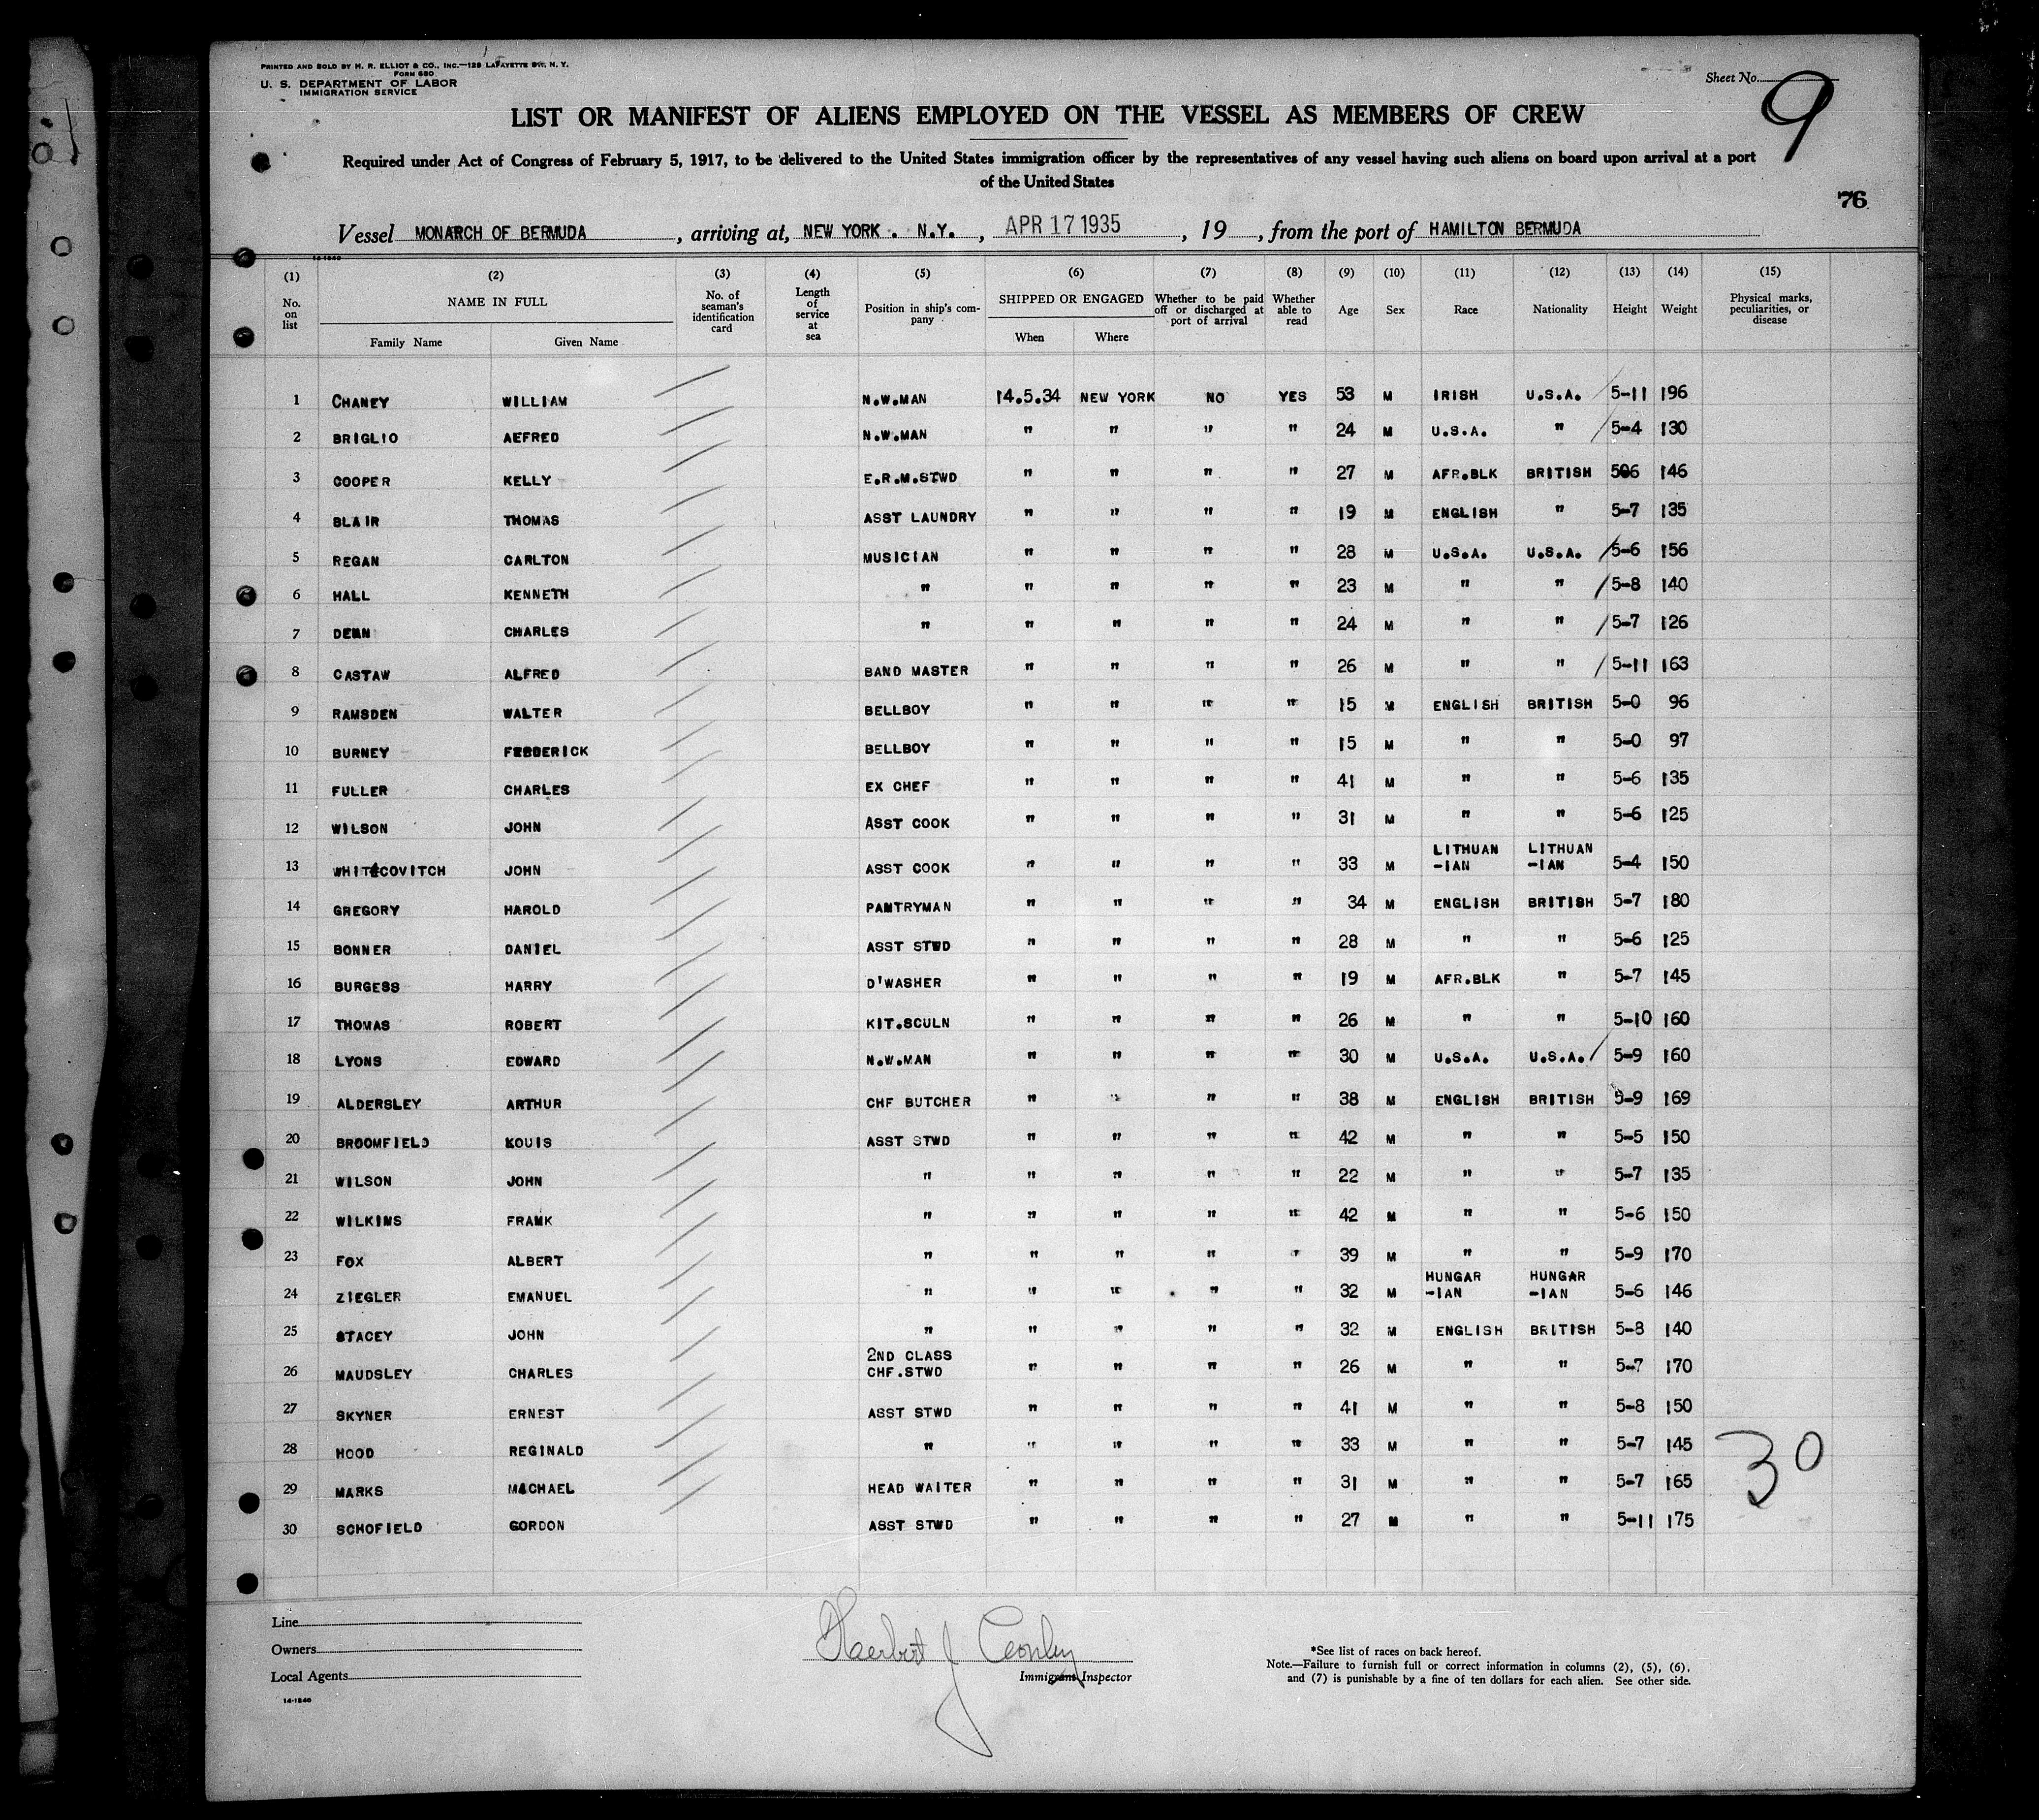 PRINTED AND SOLD BY H. R. ELLIOT & CO., INC.—129 LAFAYETTE ST., N. Y.
FORM 680
U. S. DEPARTMENT OF LABOR
IMMIGRATION SERVICE
Sheet No. 9
LIST OR MANIFEST OF ALIENS EMPLOYED ON THE VESSEL AS MEMBERS OF CREW
Required under Act of Congress of February 5, 1917, to be delivered to the United States immigration officer by the representatives of any vessel having such aliens on board upon arrival at a port
of the United States
76
Vessel MONARCH OF BERMUDA, arriving at, NEW YORK. N.Y., APR 17 1935, 19, from the port of HAMILTON BERMUDA
14-1240
(1) (2) (3) (4) (5) (6) (7) (8) (9) (10) (11) (12) (13) (14) (15)
No. on list NAME IN FULL Family Name Given Name No. of seaman's identification card Length of service at sea Position in ship's company SHIPPED OR ENGAGED When Where Whether to be paid off or discharged at port of arrival Whether able to read Age Sex Race Nationality Height Weight Physical marks, peculiarities, or disease
1 CHANEY WILLIAM N.W.MAN 14.5.34 NEW YORK NO YES 53 M IRISH U.S.A. 5-11 196
2 BRIGLIO AEFRED N.W.MAN " " " " 24 M U.S.A. " 5-4 130
3 COOPER KELLY E.R.M.STWD " " " " 27 M AFR.BLK BRITISH 506 146
4 BLAIR THOMAS ASST LAUNDRY " " " " 19 M ENGLISH " 5-7 135
5 REGAN CARLTON MUSICIAN " " " " 28 M U.S.A. U.S.A. 5-6 156
6 HALL KENNETH " " " " " 23 M " " 5-8 140
7 CHARLES " " " " " 24 M " " 5-7 126
8 CASTAW ALFRED BAND MASTER " " " " 26 M " " 5-11 163
9 RAMSDEN WALTER BELLBOY " " " " 15 M ENGLISH BRITISH 5-0 96
10 BURNEY BELLBOY " " " " 15 M " " 5-0 97
11 FULLER CHARLES EX CHEF " " " " 41 M " " 5-6 135
12 WILSON JOHN ASST COOK " " " " 31 M " " 5-6 125
13 WHITECOVITCH JOHN ASST COOK " " " " 33 M LITHUAN-IAN LITHUAN-IAN 5-4 150
14 GREGORY HAROLD PANTRYMAN " " " " 34 M ENGLISH BRITISH 5-7 180
15 BONNER DANIEL ASST STWD " " " " 28 M " " 5-6 125
16 BURGESS HARRY D'WASHER " " " " 19 M AFR.BLK " 5-7 145
17 THOMAS ROBERT KIT.SCULN " " " " 26 M " " 5-10 160
18 LYONS EDWARD N.W.MAN " " " " 30 M U.S.A. U.S.A. 5-9 160
19 ALDERSLEY ARTHUR CHF BUTCHER " " " " 38 M ENGLISH BRITISH 5-9 169
20 BROOMFIELD KOUIS ASST STWD " " " " 42 M " " 5-5 150
21 WILSON JOHN " " " " " 22 M " " 5-7 135
22 WILKINS FRANK " " " " " 42 M " " 5-6 150
23 FOX ALBERT " " " " " 39 M " " 5-9 170
24 ZIEGLER EMANUEL " " " " " 32 M HUNGAR-IAN HUNGAR-IAN 5-6 146
25 STACEY JOHN " " " " " 32 M ENGLISH BRITISH 5-8 140
26 MAUDSLEY CHARLES 2ND CLASS CHF.STWD " " " " 26 M " " 5-7 170
27 SKYNER ERNEST ASST STWD " " " " 41 M " " 5-8 150
28 HOOD REGINALD " " " " " 33 M " " 5-7 145
29 MARKS MACHAEL HEAD WAITER " " " " 31 M " " 5-7 165
30 SCHOFIELD GORDON ASST STWD " " " " 27 M " " 5-11 175
30
Line
Owners
Local Agents
14-1240
Herbert J
Immigrant Inspector
*See list of races on back hereof.
Note.—Failure to furnish full or correct information in columns (2), (5), (6),
and (7) is punishable by a fine of ten dollars for each alien. See other side.